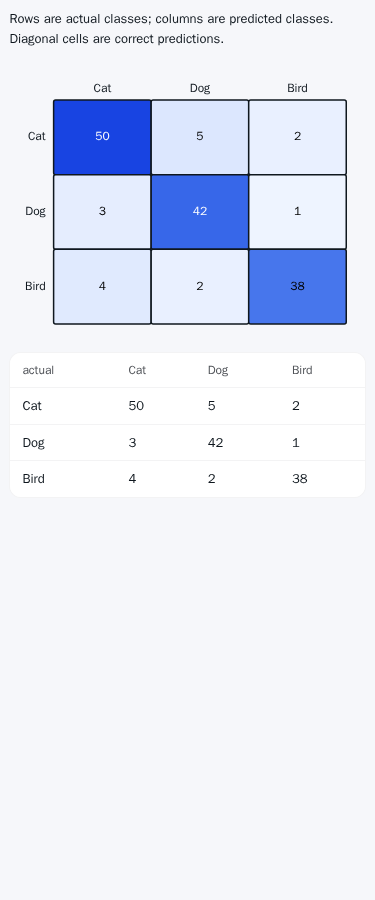 Rows are actual classes; columns are predicted classes.
Diagonal cells are correct predictions.
Cat Dog Bird
Cat 50 5 2
Dog 3 42 1
Bird 4 2 38
actual Cat Dog Bird
Cat 50 5 2
Dog 3 42 1
Bird 4 2 38